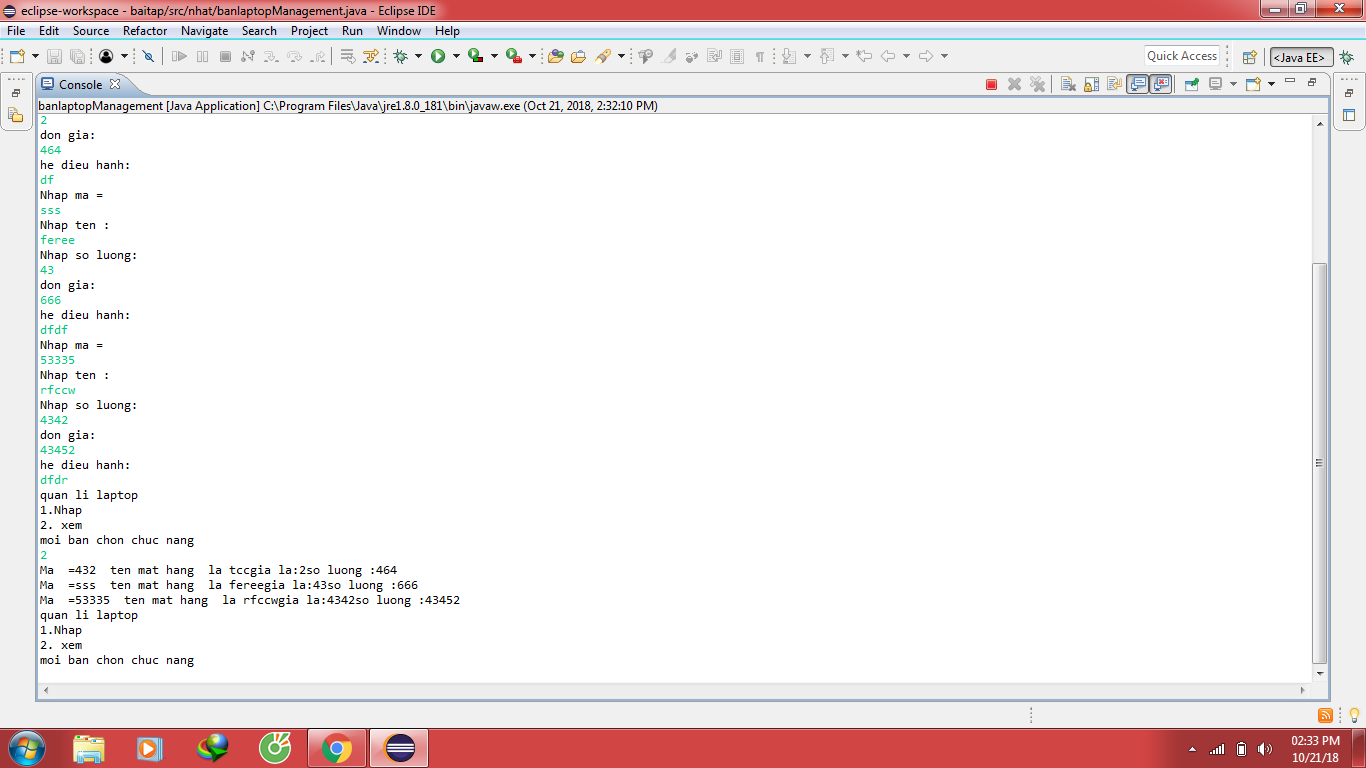 eclipse-workspace - baitap/src/nhat/banlaptopManagement.java - Eclipse IDE
File Edit Source Refactor Navigate Search Project Run Window Help
Quick Access
<Java EE>
Console
banlaptopManagement [Java Application] C:\Program Files\Java\jre1.8.0_181\bin\javaw.exe (Oct 21, 2018, 2:32:10 PM)
2
don gia:
464
he dieu hanh:
df
Nhap ma =
sss
Nhap ten :
feree
Nhap so luong:
43
don gia:
666
he dieu hanh:
dfdf
Nhap ma =
53335
Nhap ten :
rfccw
Nhap so luong:
4342
don gia:
43452
he dieu hanh:
dfdr
quan li laptop
1.Nhap
2. xem
moi ban chon chuc nang
2
Ma  =432  ten mat hang  la tccgia la:2so luong :464
Ma  =sss  ten mat hang  la fereegia la:43so luong :666
Ma  =53335  ten mat hang  la rfccwgia la:4342so luong :43452
quan li laptop
1.Nhap
2. xem
moi ban chon chuc nang
02:33 PM
10/21/18